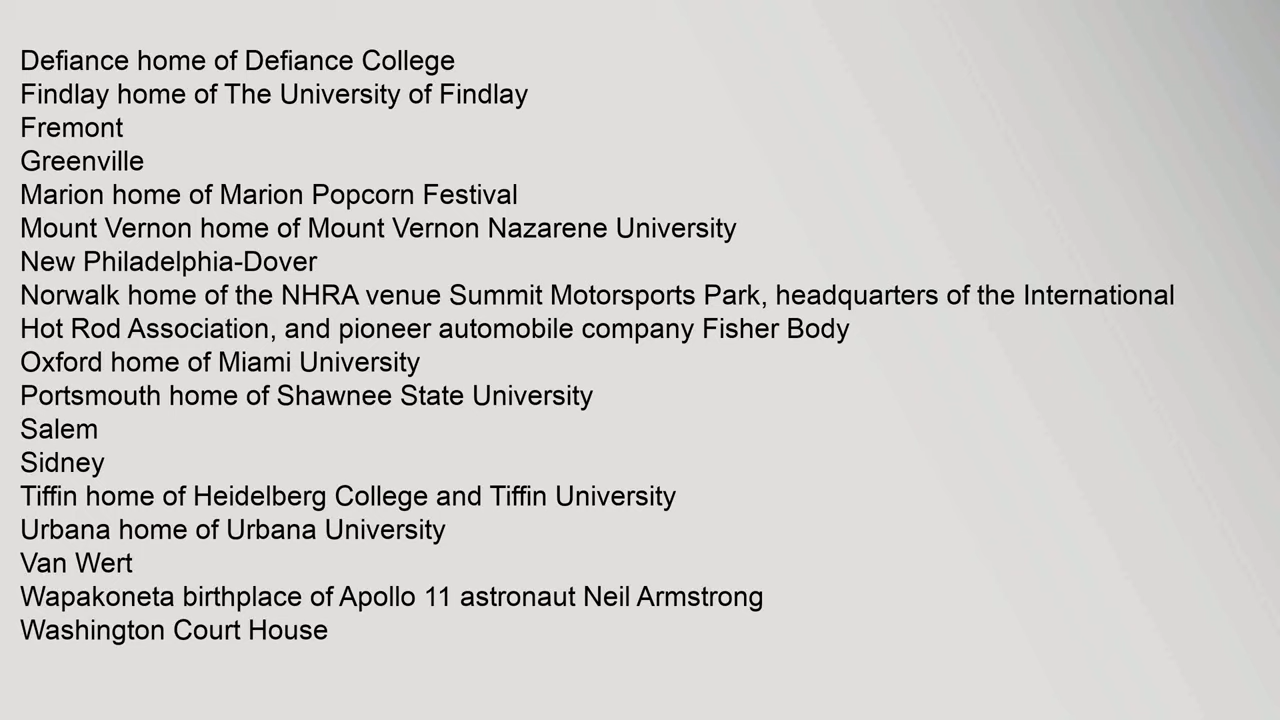 Defiance home of Defiance College
Findlay home of The University of Findlay
Fremont
Greenville
Marion home of Marion Popcorn Festival
Mount Vernon home of Mount Vernon Nazarene University
New Philadelphia-Dover
Norwalk home of the NHRA venue Summit Motorsports Park, headquarters of the International
Hot Rod Association, and pioneer automobile company Fisher Body
Oxford home of Miami University
Portsmouth home of Shawnee State University
Salem
Sidney
Tiffin home of Heidelberg College and Tiffin University
Urbana home of Urbana University
Van Wert
Wapakoneta birthplace of Apollo 11 astronaut Neil Armstrong
Washington Court House